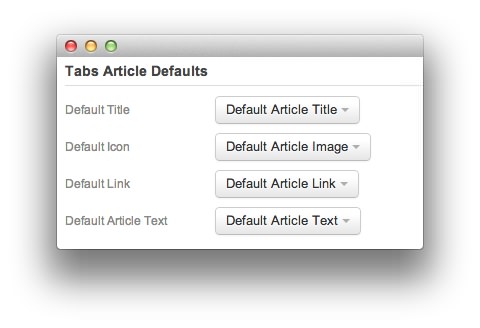 Tabs Article Defaults
Default Title Default Article Title
Default Icon Default Article Image
Default Link Default Article Link
Default Article Text Default Article Text